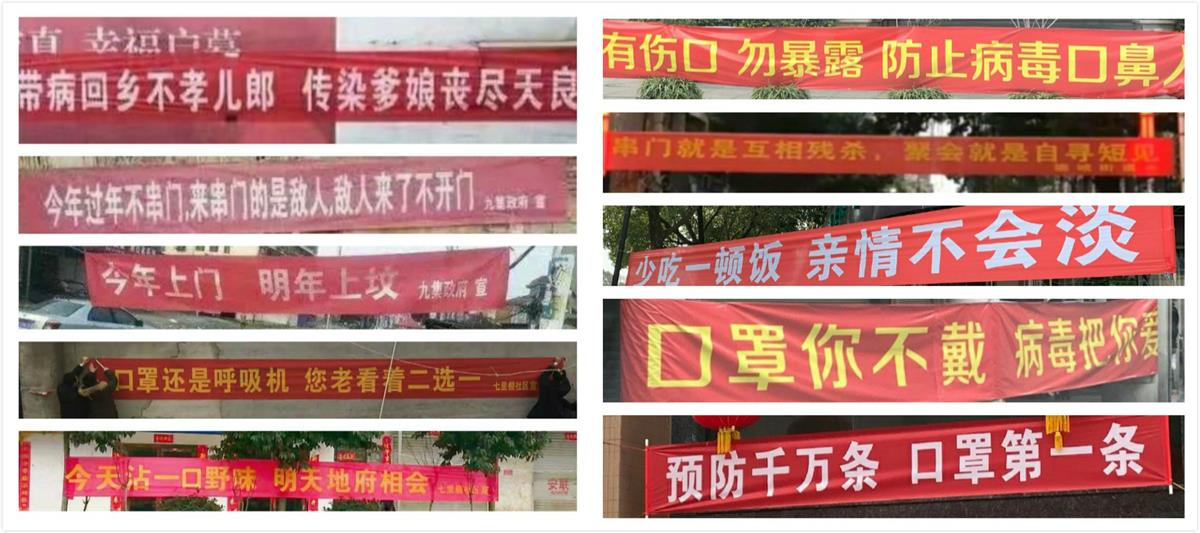 幸福
带病回乡不孝儿郎 传染爹娘丧尽天良
今年过年不串门,来串门的是敌人,敌人来了不开门 九集政府 宣
今年上门 明年上坟 九集政府 宣
口罩还是呼吸机 您老看着二选一
今天沾一口野味 明天地府相会
安联
有伤口 勿暴露 防止病毒口鼻入
串门就是互相残杀,聚会就是自寻短见
少吃一顿饭 亲情不会淡
口罩你不戴 病毒把你爱
预防千万条 口罩第一条